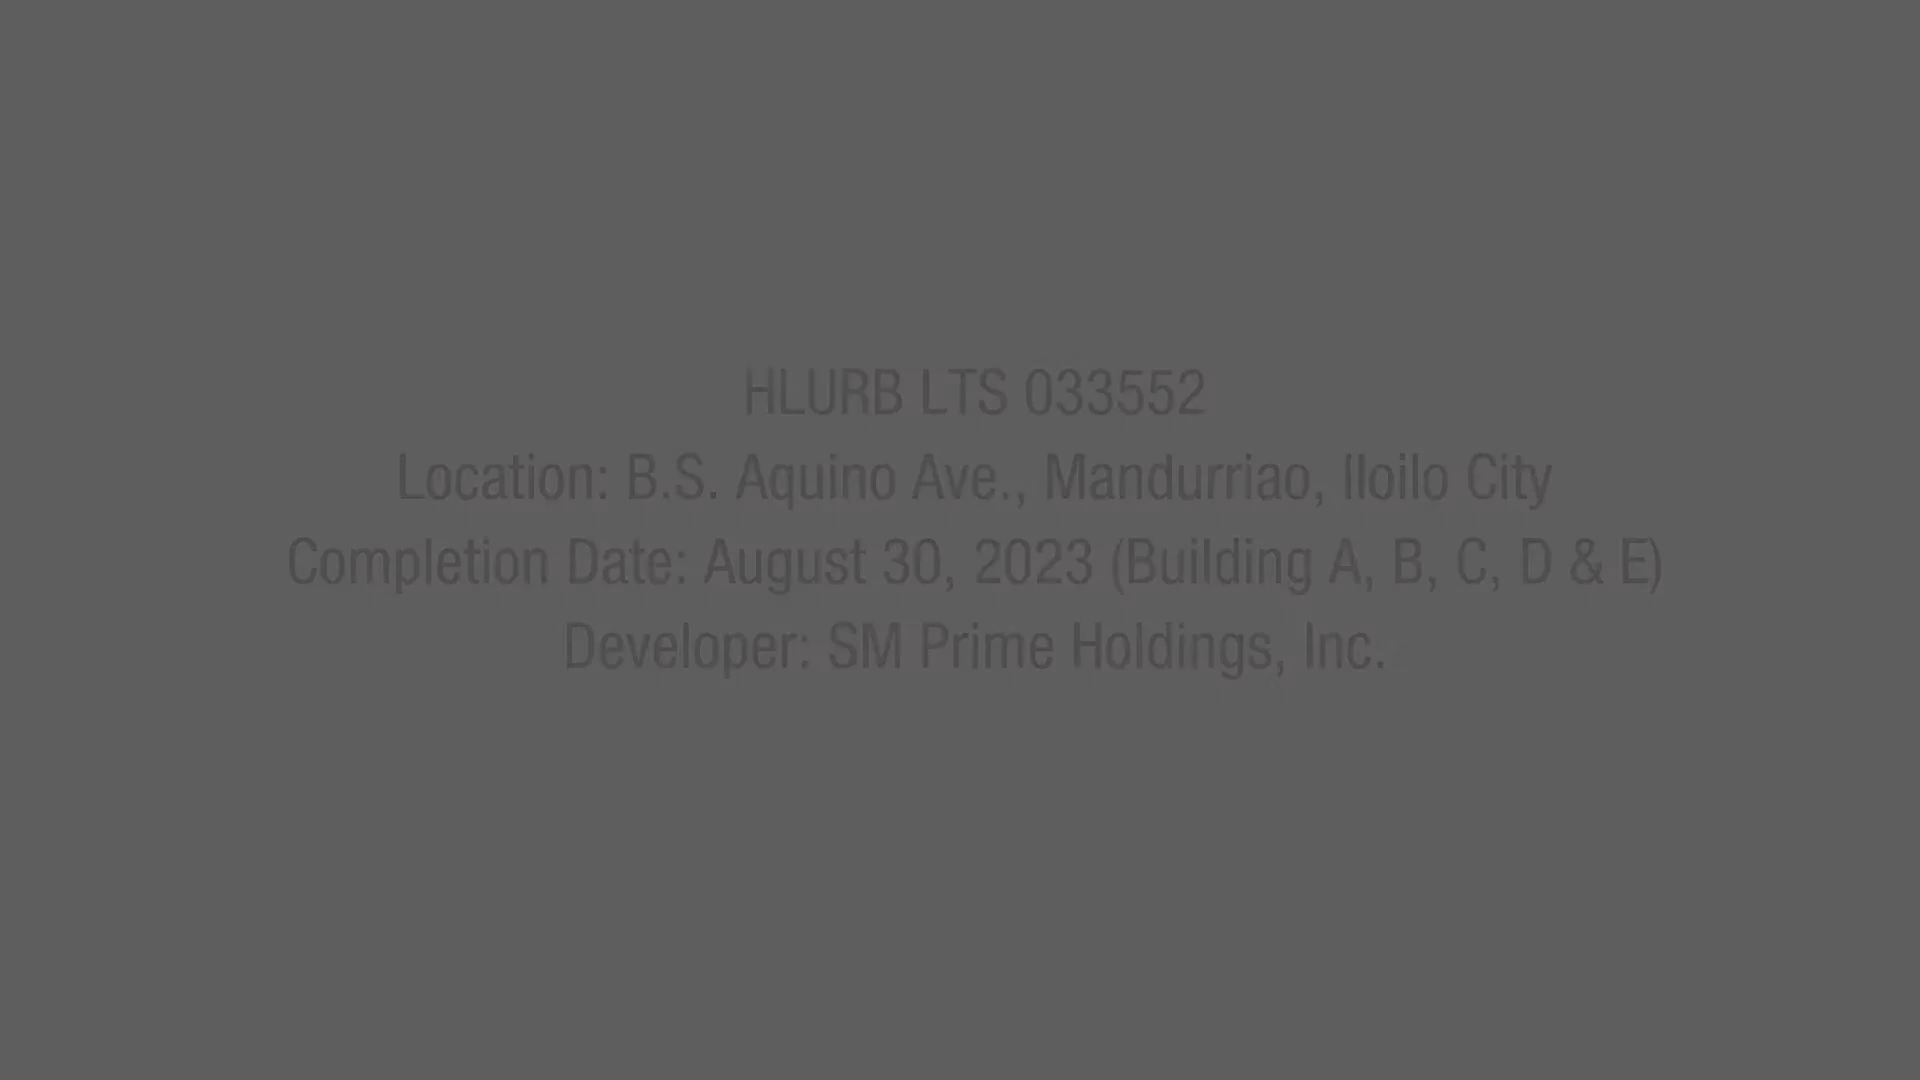 HLURB LTS 033552
Location: B.S. Aquino Ave., Mandurriao, Iloilo City
Completion Date: August 30, 2023 (Building A, B, C, D & E)
Developer: SM Prime Holdings, Inc.